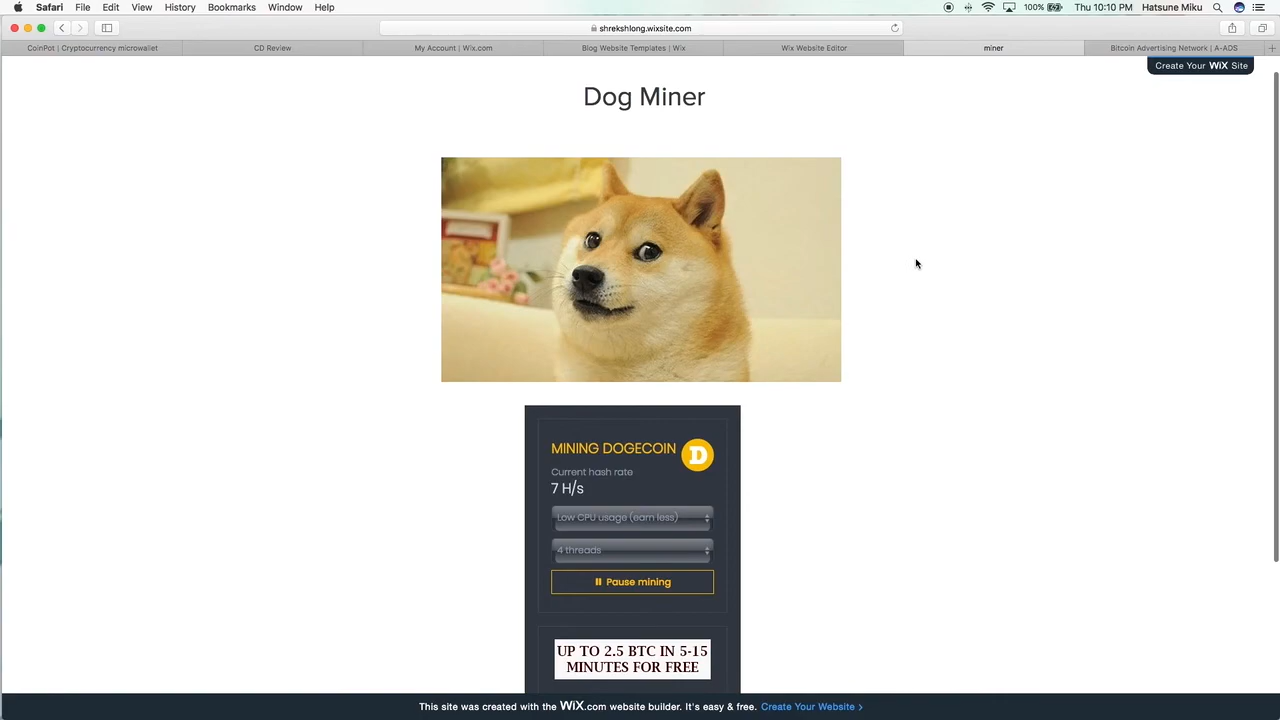 Safari File Edit View History Bookmarks Window Help 100% Thu 10:10 PM Hatsune Miku
shrekshlong.wixsite.com
CoinPot | Cryptocurrency microwallet CD Review My Account | Wix.com Blog Website Templates | Wix Wix Website Editor miner Bitcoin Advertising Network | A-ADS
Create Your WiX Site
Dog Miner
MINING DOGECOIN
Current hash rate
7 H/s
Low CPU usage (earn less)
4 threads
Pause mining
UP TO 2.5 BTC IN 5-15
MINUTES FOR FREE
This site was created with the WiX.com website builder. It's easy & free. Create Your Website >